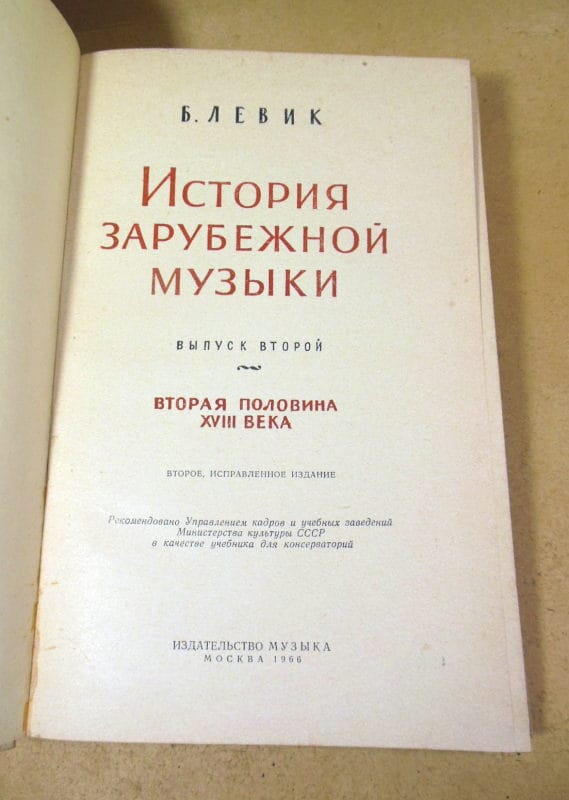 Б. ЛЕВИК
ИСТОРИЯ
ЗАРУБЕЖНОЙ
МУЗЫКИ
ВЫПУСК ВТОРОЙ
ВТОРАЯ ПОЛОВИНА
XVIII ВЕКА
ВТОРОЕ, ИСПРАВЛЕННОЕ ИЗДАНИЕ
Рекомендовано Управлением кадров и учебных заведений
Министерства культуры СССР
в качестве учебника для консерваторий
ИЗДАТЕЛЬСТВО МУЗЫКА
МОСКВА 1966